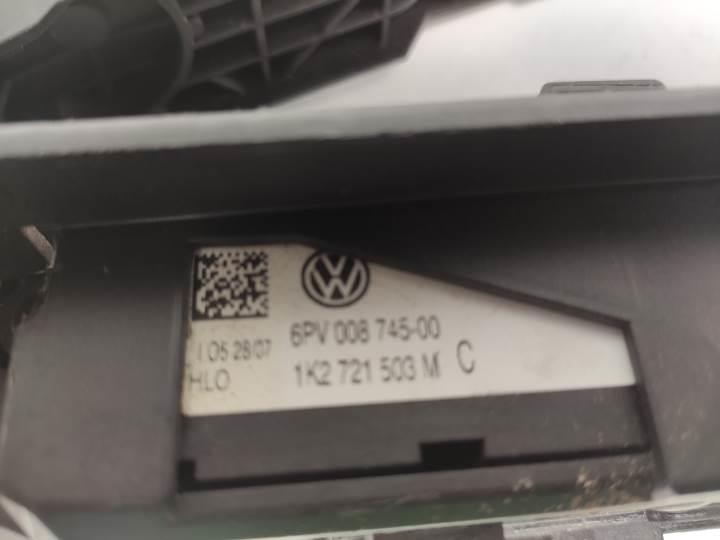 VW
6PV 008 745-00
1 05 28/07
1K2 721 503 M C
HLO